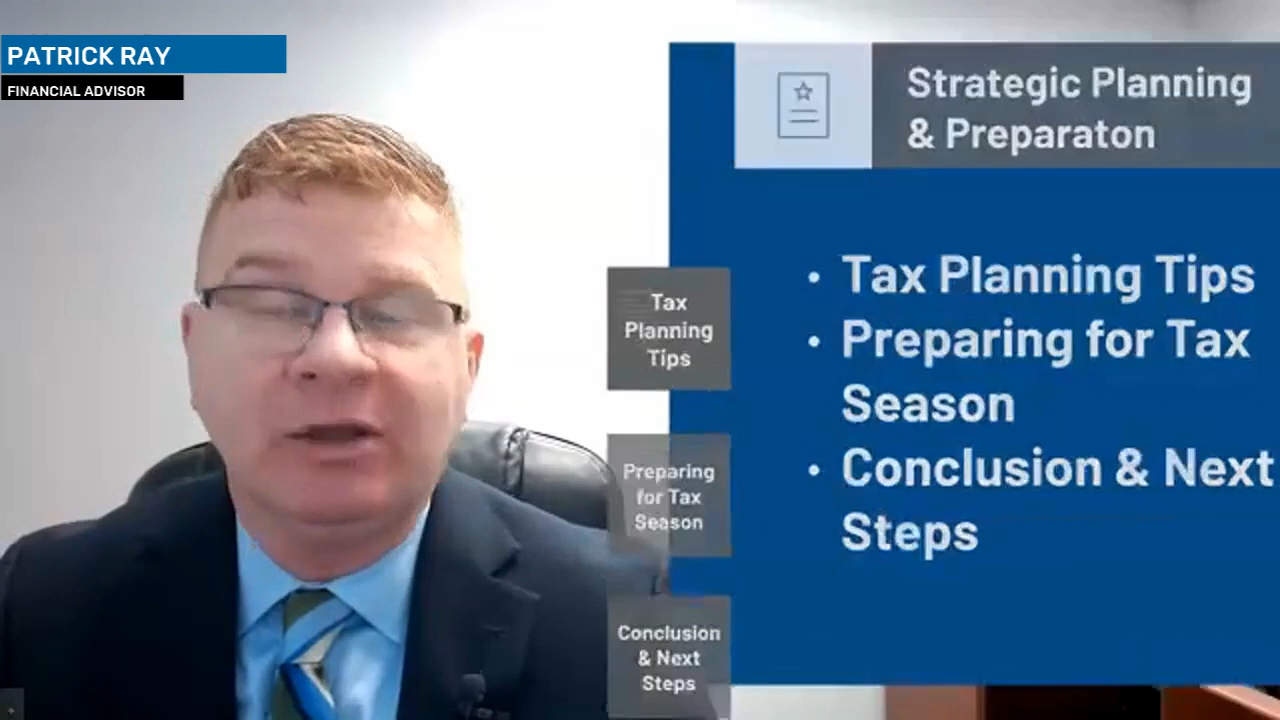 PATRICK RAY
FINANCIAL ADVISOR
Strategic Planning
& Preparaton
• Tax Planning Tips
• Preparing for Tax
Season
• Conclusion & Next
Steps
Tax
Planning
Tips
Preparing
for Tax
Season
Conclusion
& Next
Steps